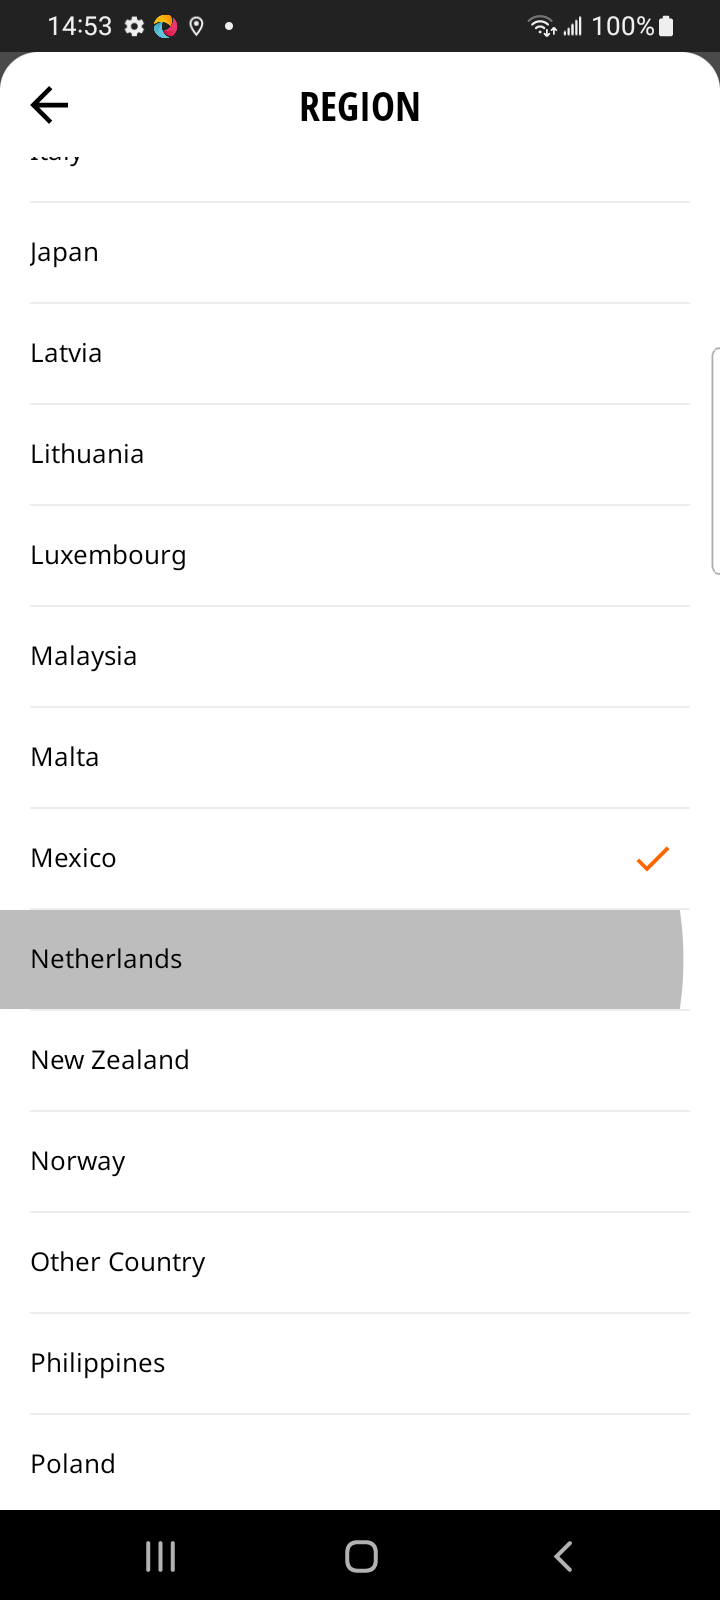 14:53
100%
REGION
Italy
Japan
Latvia
Lithuania
Luxembourg
Malaysia
Malta
Mexico
Netherlands
New Zealand
Norway
Other Country
Philippines
Poland